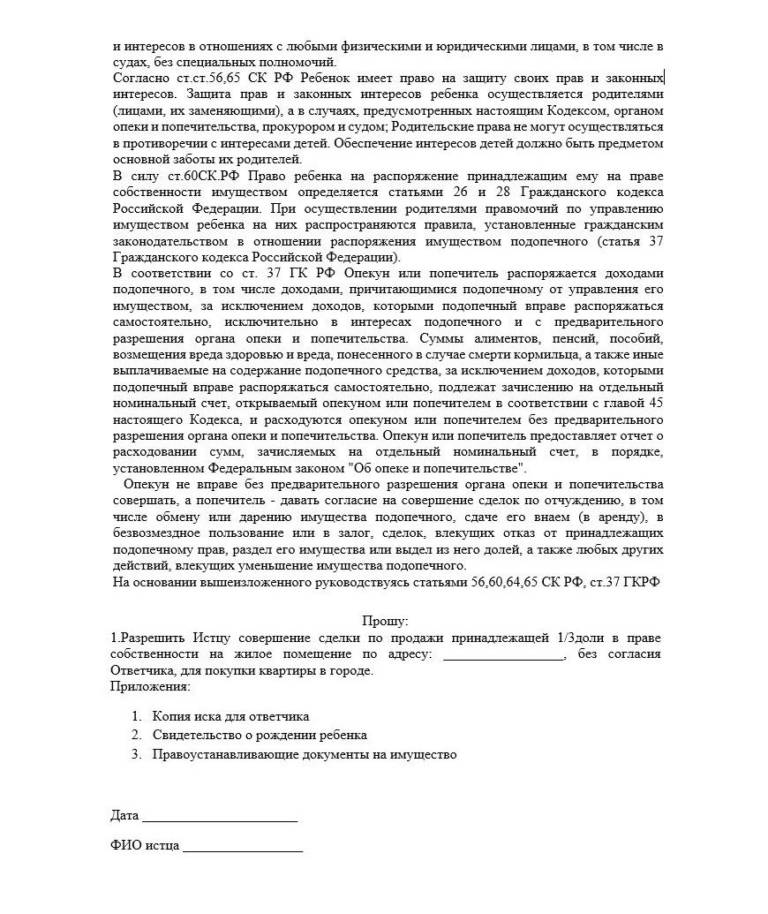 и интересов в отношениях с любыми физическими и юридическими лицами, в том числе в
судах, без специальных полномочий.
Согласно ст.ст.56,65 СК РФ Ребенок имеет право на защиту своих прав и законных
интересов. Защита прав и законных интересов ребенка осуществляется родителями
(лицами, их заменяющими), а в случаях, предусмотренных настоящим Кодексом, органом
опеки и попечительства, прокурором и судом; Родительские права не могут осуществляться
в противоречии с интересами детей. Обеспечение интересов детей должно быть предметом
основной заботы их родителей.
В силу ст.60СК.РФ Право ребенка на распоряжение принадлежащим ему на праве
собственности имуществом определяется статьями 26 и 28 Гражданского кодекса
Российской Федерации. При осуществлении родителями правомочий по управлению
имуществом ребенка на них распространяются правила, установленные гражданским
законодательством в отношении распоряжения имуществом подопечного (статья 37
Гражданского кодекса Российской Федерации).
В соответствии со ст. 37 ГК РФ Опекун или попечитель распоряжается доходами
подопечного, в том числе доходами, причитающимися подопечному от управления его
имуществом, за исключением доходов, которыми подопечный вправе распоряжаться
самостоятельно, исключительно в интересах подопечного и с предварительного
разрешения органа опеки и попечительства. Суммы алиментов, пенсий, пособий,
возмещения вреда здоровью и вреда, понесенного в случае смерти кормильца, а также иные
выплачиваемые на содержание подопечного средства, за исключением доходов, которыми
подопечный вправе распоряжаться самостоятельно, подлежат зачислению на отдельный
номинальный счет, открываемый опекуном или попечителем в соответствии с главой 45
настоящего Кодекса, и расходуются опекуном или попечителем без предварительного
разрешения органа опеки и попечительства. Опекун или попечитель предоставляет отчет о
расходовании сумм, зачисляемых на отдельный номинальный счет, в порядке,
установленном Федеральным законом "Об опеке и попечительстве".
Опекун не вправе без предварительного разрешения органа опеки и попечительства
совершать, а попечитель - давать согласие на совершение сделок по отчуждению, в том
числе обмену или дарению имущества подопечного, сдаче его внаем (в аренду), в
безвозмездное пользование или в залог, сделок, влекущих отказ от принадлежащих
подопечному прав, раздел его имущества или выдел из него долей, а также любых других
действий, влекущих уменьшение имущества подопечного.
На основании вышеизложенного руководствуясь статьями 56,60,64,65 СК РФ, ст.37 ГКРФ
Прошу:
1.Разрешить Истцу совершение сделки по продажи принадлежащей 1/3доли в праве
собственности на жилое помещение по адресу: _________________, без согласия
Ответчика, для покупки квартиры в городе.
Приложения:
1. Копия иска для ответчика
2. Свидетельство о рождении ребенка
3. Правоустанавливающие документы на имущество
Дата ______________________
ФИО истца _________________